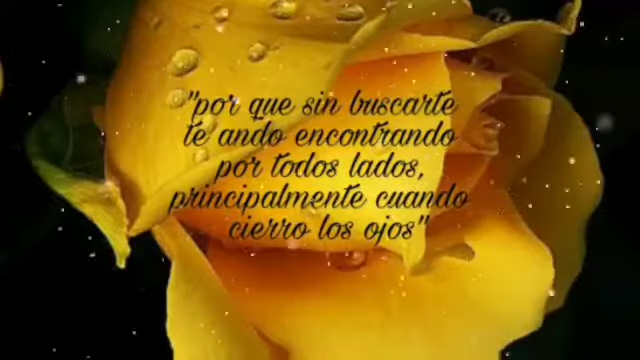 "por que sin buscarte
te ando encontrando
por todos lados,
principalmente cuando
cierro los ojos"